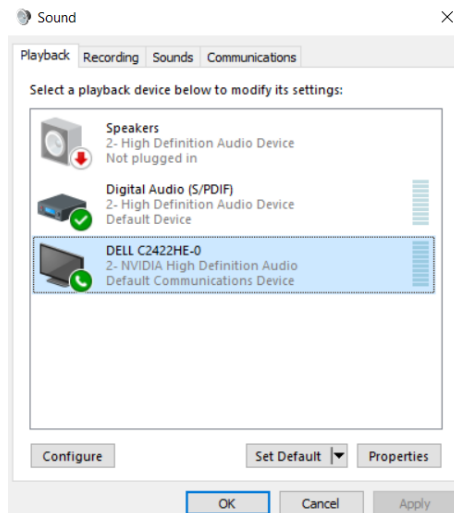 Sound
Playback Recording Sounds Communications
Select a playback device below to modify its settings:
Speakers
2- High Definition Audio Device
Not plugged in
Digital Audio (S/PDIF)
2- High Definition Audio Device
Default Device
DELL C2422HE-0
2- NVIDIA High Definition Audio
Default Communications Device
Configure Set Default Properties
OK Cancel Apply